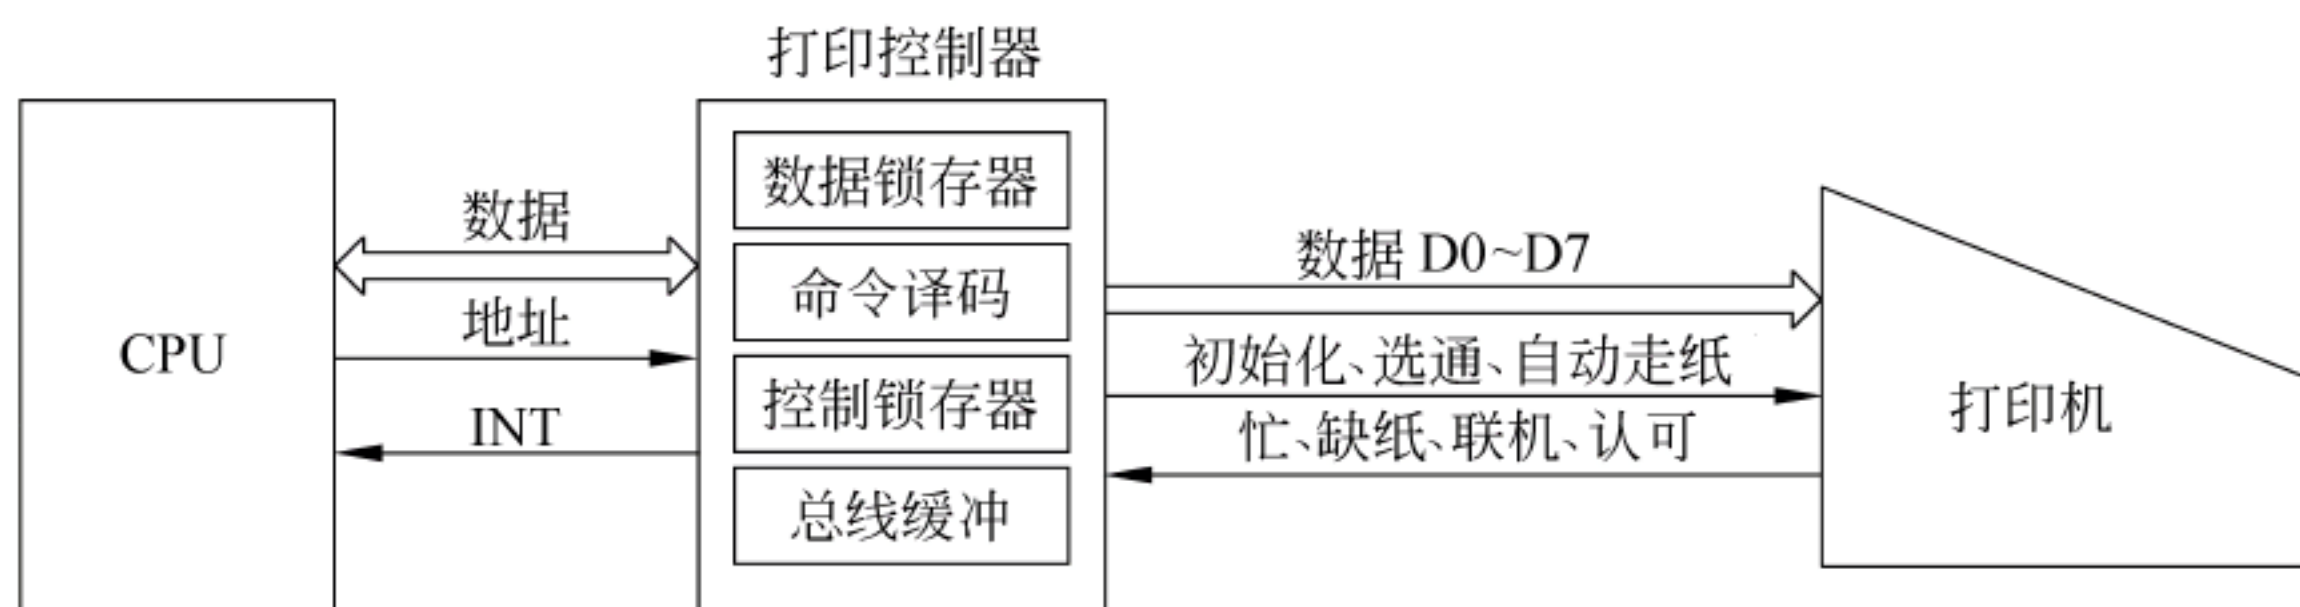 打印控制器
CPU
数据
地址
INT
数据锁存器
命令译码
控制锁存器
总线缓冲
数据 D0~D7
初始化、选通、自动走纸
忙、缺纸、联机、认可
打印机